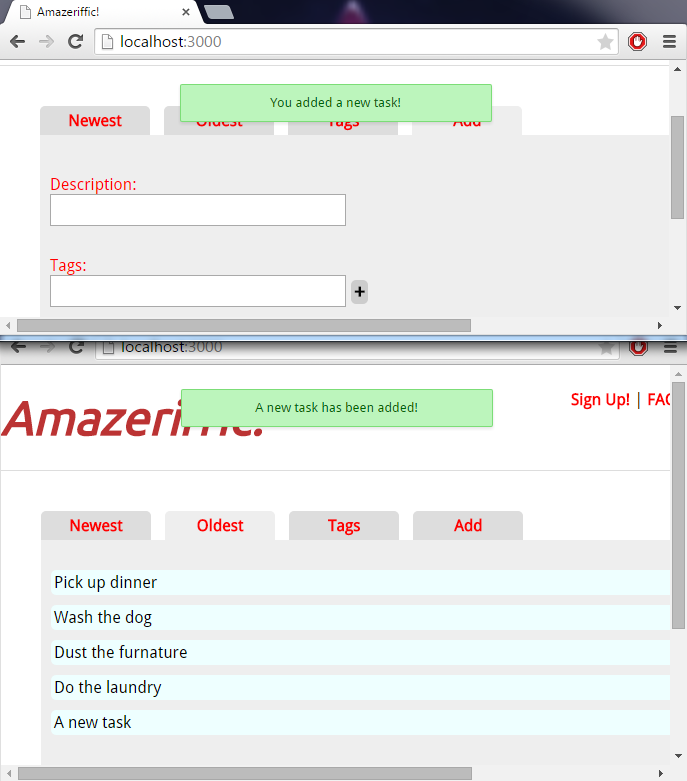 Amazeriffic!
localhost:3000
You added a new task!
Newest Oldest Tags Add
Description:
Tags:
+
localhost:3000
Amazeriffic!
A new task has been added!
Sign Up! | FAQ
Newest Oldest Tags Add
Pick up dinner
Wash the dog
Dust the furnature
Do the laundry
A new task